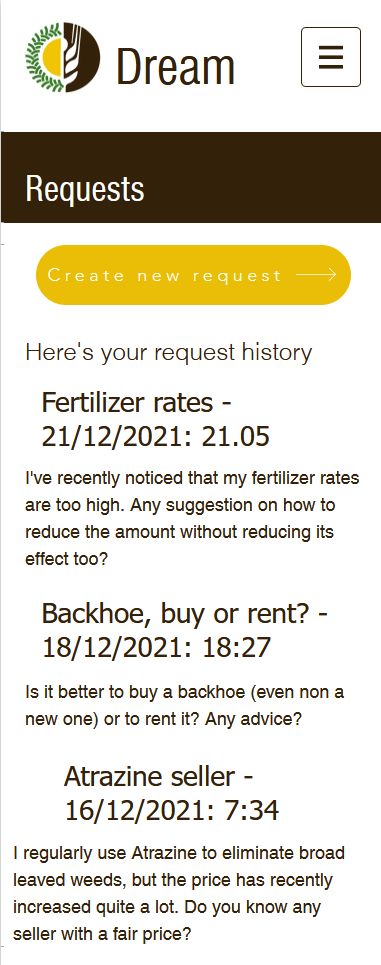 Dream
Requests
Create new request
Here's your request history
Fertilizer rates -
21/12/2021: 21.05
I've recently noticed that my fertilizer rates
are too high. Any suggestion on how to
reduce the amount without reducing its
effect too?
Backhoe, buy or rent? -
18/12/2021: 18:27
Is it better to buy a backhoe (even non a
new one) or to rent it? Any advice?
Atrazine seller -
16/12/2021: 7:34
I regularly use Atrazine to eliminate broad
leaved weeds, but the price has recently
increased quite a lot. Do you know any
seller with a fair price?